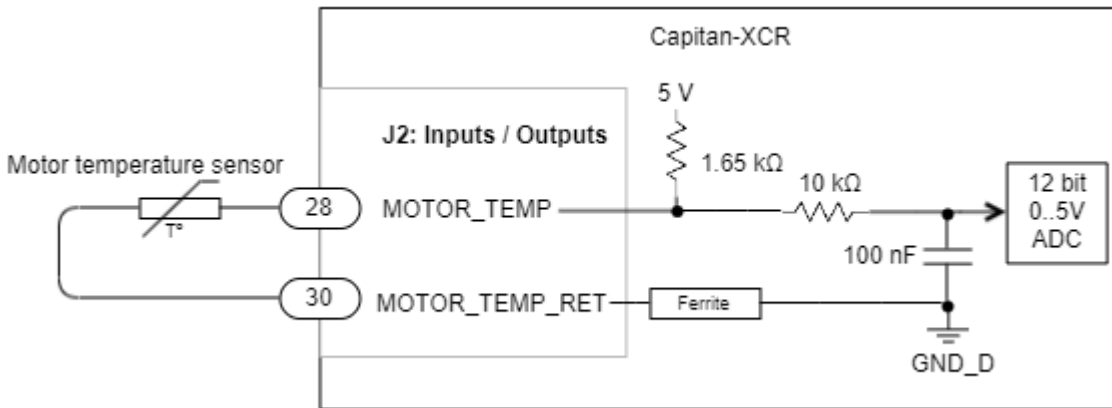 Capitan-XCR
5 V
J2: Inputs / Outputs
1.65 kΩ
Motor temperature sensor
10 kΩ
12 bit
0..5V
ADC
28
MOTOR_TEMP
T°
100 nF
30
MOTOR_TEMP_RET
Ferrite
GND_D